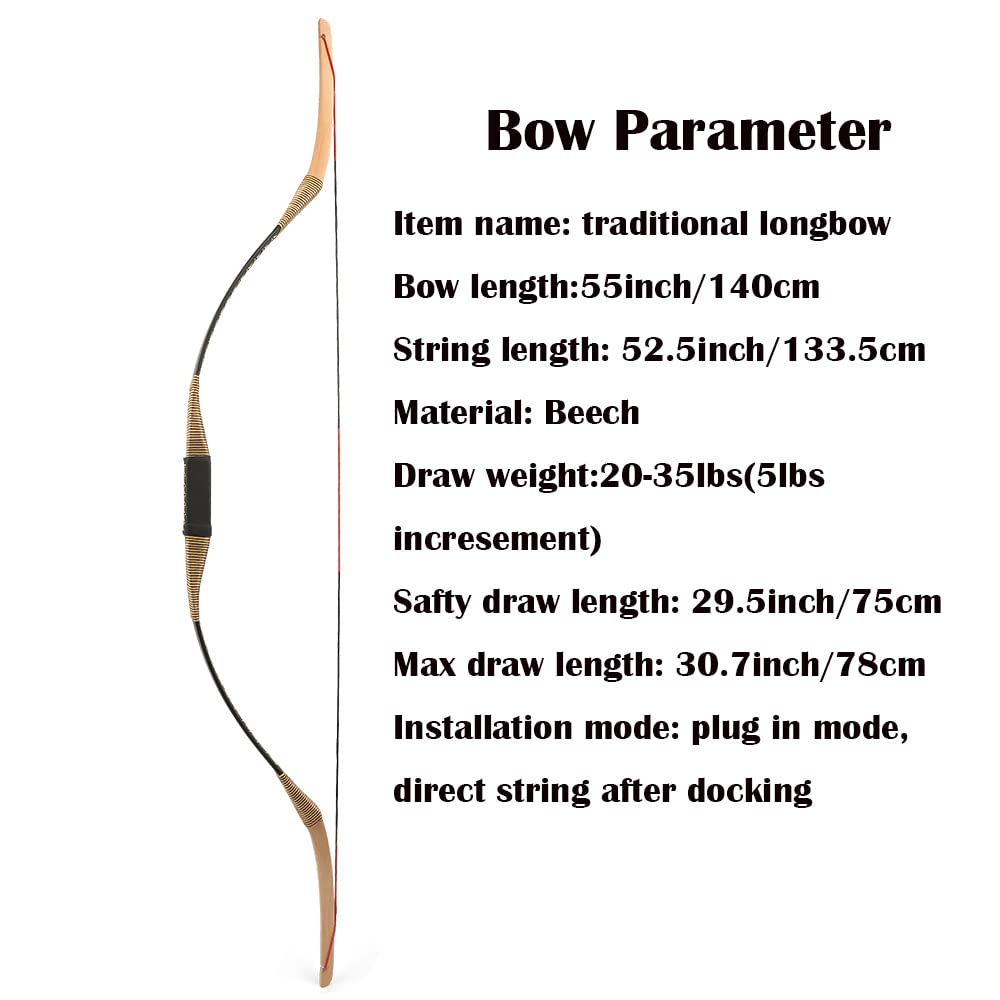 Bow Parameter
Item name: traditional longbow
Bow length:55inch/140cm
String length: 52.5inch/133.5cm
Material: Beech
Draw weight:20-35lbs(5lbs
incresement)
Safty draw length: 29.5inch/75cm
Max draw length: 30.7inch/78cm
Installation mode: plug in mode,
direct string after docking